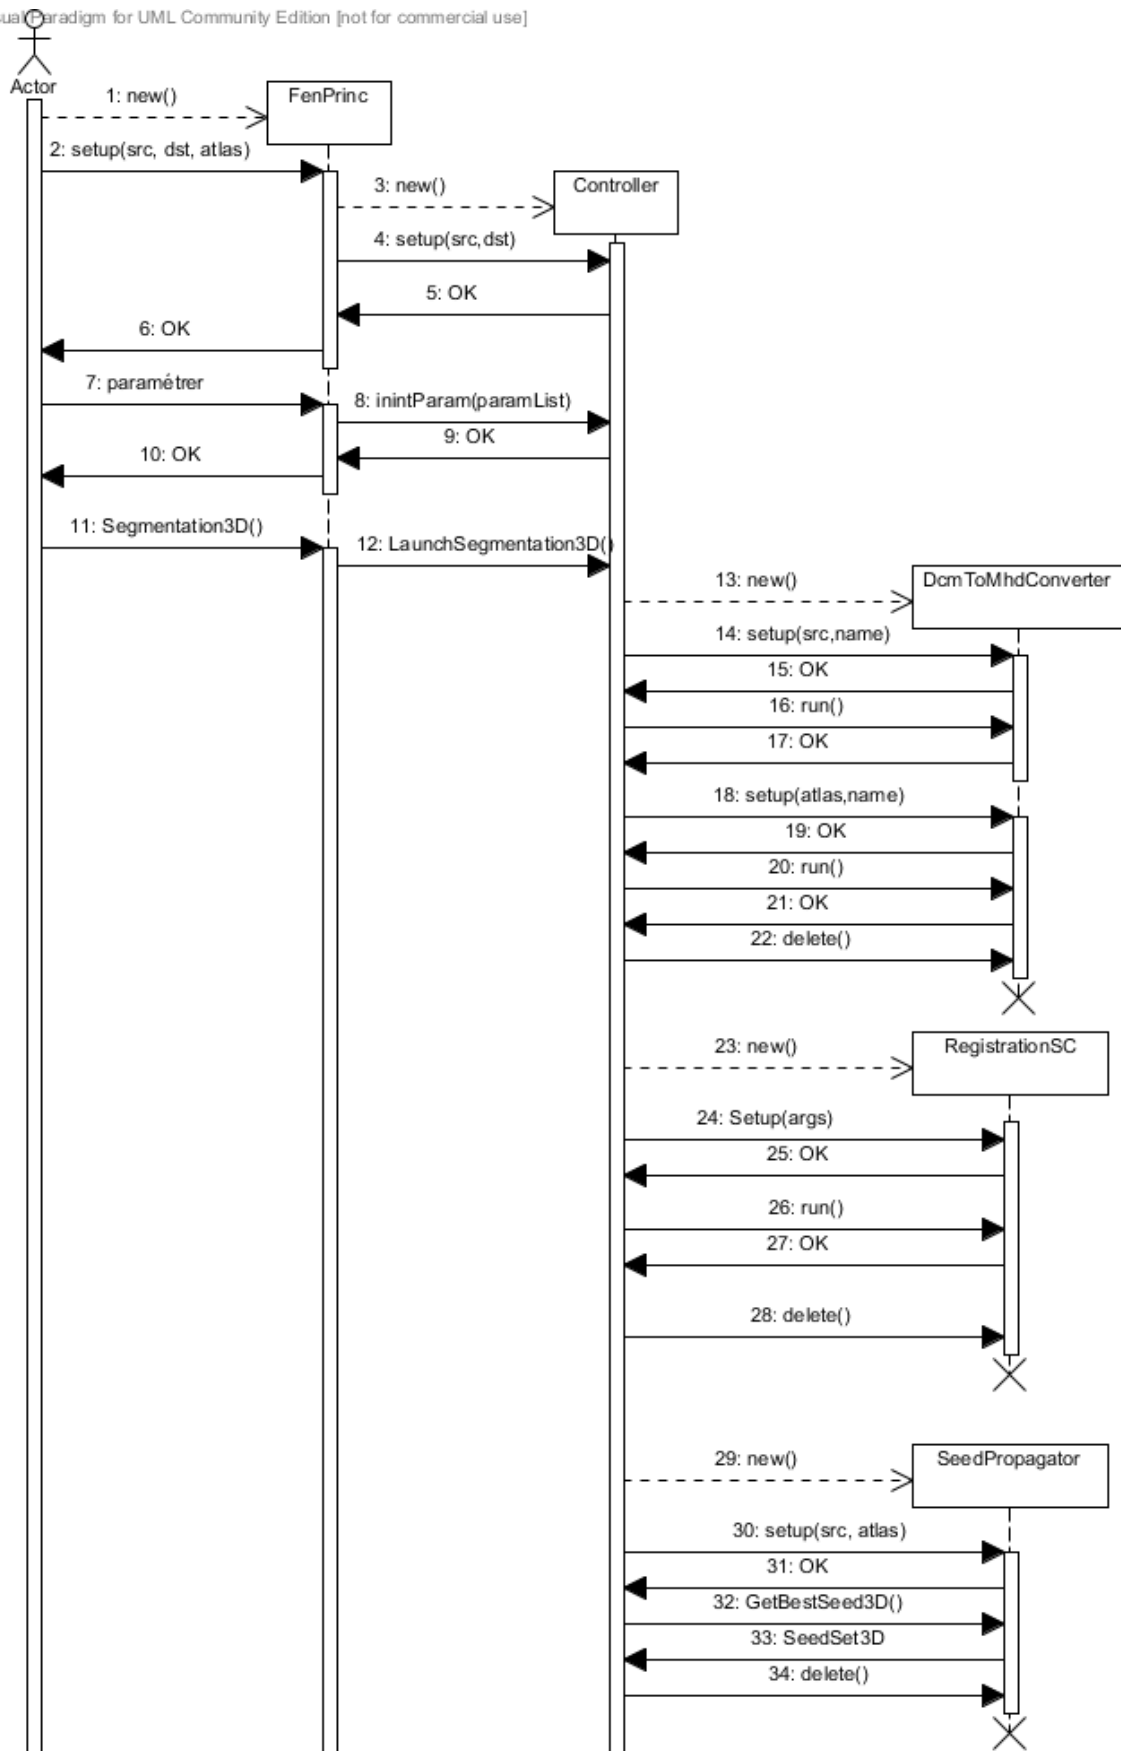 Paradigm for UML Community Edition [not for commercial use]
Actor
1: new()
FenPrinc
2: setup(src, dst, atlas)
3: new()
Controller
4: setup(src,dst)
5: OK
6: OK
7: paramétrer
8: inintParam(paramList)
9: OK
10: OK
11: Segmentation3D()
12: LaunchSegmentation3D()
13: new()
DcmToMhdConverter
14: setup(src,name)
15: OK
16: run()
17: OK
18: setup(atlas,name)
19: OK
20: run()
21: OK
22: delete()
23: new()
RegistrationSC
24: Setup(args)
25: OK
26: run()
27: OK
28: delete()
29: new()
SeedPropagator
30: setup(src, atlas)
31: OK
32: GetBestSeed3D()
33: SeedSet3D
34: delete()